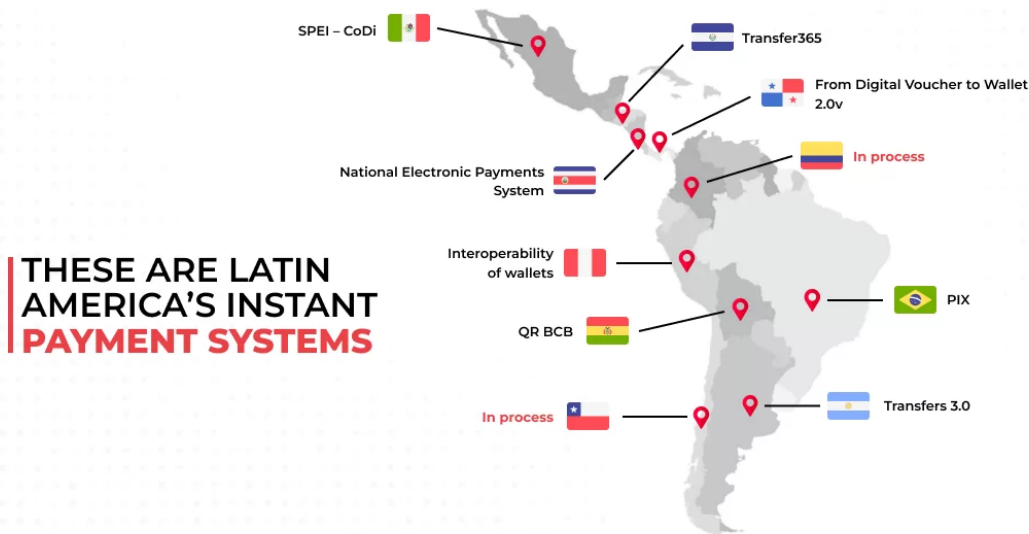 SPEI – CoDi
Transfer365
From Digital Voucher to Wallet
2.0v
In process
National Electronic Payments
System
Interoperability
of wallets
THESE ARE LATIN
AMERICA’S INSTANT
PAYMENT SYSTEMS
PIX
QR BCB
Transfers 3.0
In process